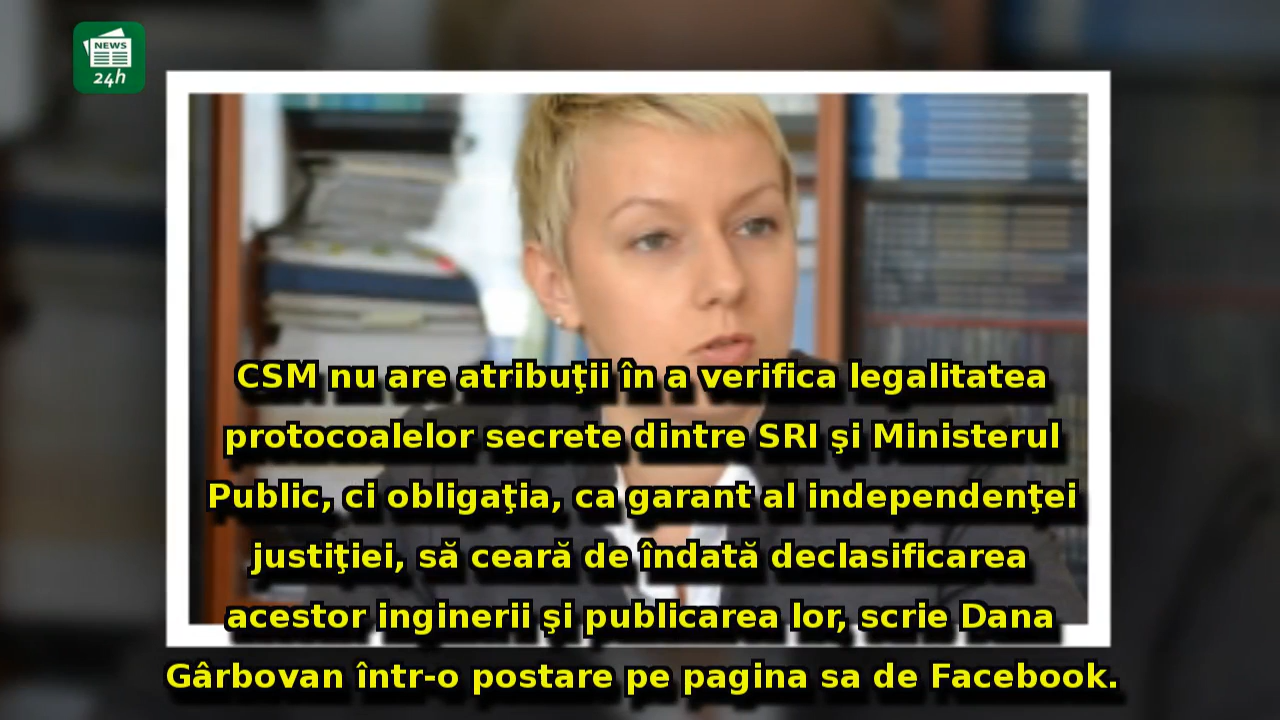 NEWS
24h
CSM nu are atribuţii în a verifica legalitatea
protocoalelor secrete dintre SRI şi Ministerul
Public, ci obligaţia, ca garant al independenţei
justiţiei, să ceară de îndată declasificarea
acestor inginerii şi publicarea lor, scrie Dana
Gârbovan într-o postare pe pagina sa de Facebook.